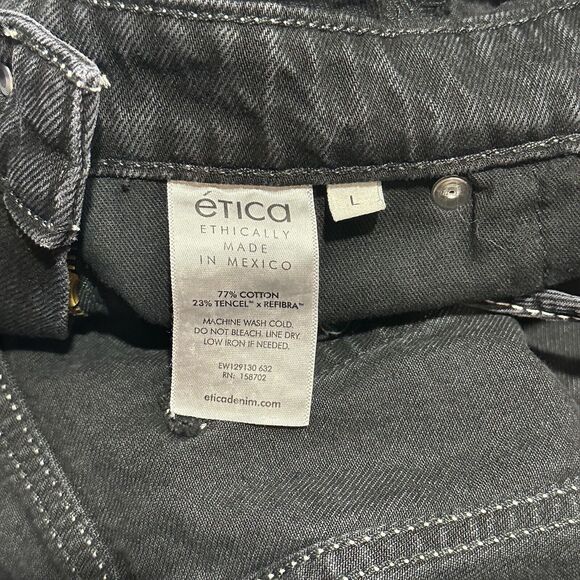 éTICA
ETHICALLY
MADE
IN MEXICO
L
77% COTTON
23% TENCEL™ x REFIBRA™
MACHINE WASH COLD.
DO NOT BLEACH. LINE DRY.
LOW IRON IF NEEDED.
EW129130 632
RN: 158702
eticadenim.com